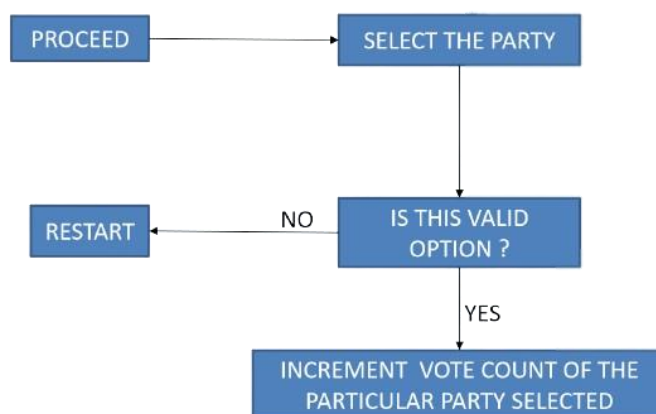 PROCEED
SELECT THE PARTY
RESTART
NO
IS THIS VALID
OPTION ?
YES
INCREMENT VOTE COUNT OF THE
PARTICULAR PARTY SELECTED